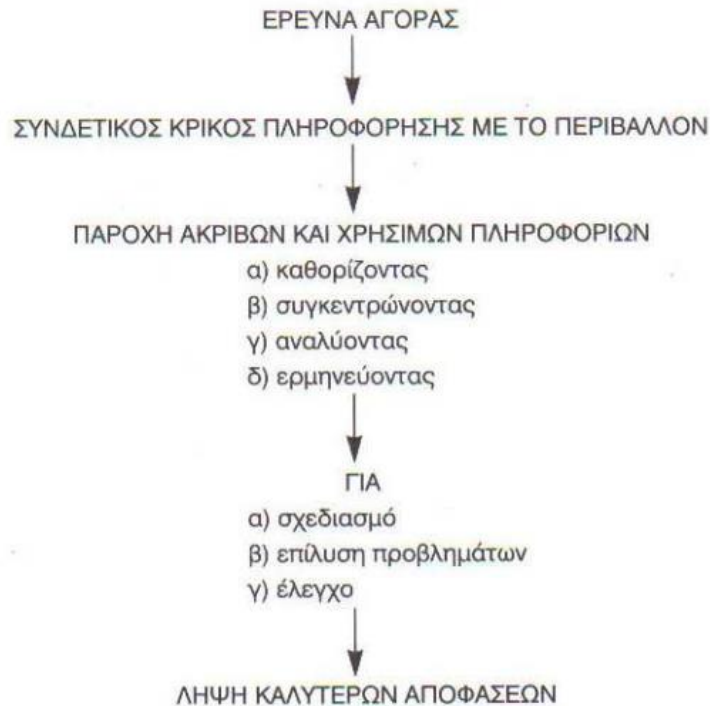 ΕΡΕΥΝΑ ΑΓΟΡΑΣ
ΣΥΝΔΕΤΙΚΟΣ ΚΡΙΚΟΣ ΠΛΗΡΟΦΟΡΗΣΗΣ ΜΕ ΤΟ ΠΕΡΙΒΑΛΛΟΝ
ΠΑΡΟΧΗ ΑΚΡΙΒΩΝ ΚΑΙ ΧΡΗΣΙΜΩΝ ΠΛΗΡΟΦΟΡΙΩΝ
α) καθορίζοντας
β) συγκεντρώνοντας
γ) αναλύοντας
δ) ερμηνεύοντας
ΓΙΑ
α) σχεδιασμό
β) επίλυση προβλημάτων
γ) έλεγχο
ΛΗΨΗ ΚΑΛΥΤΕΡΩΝ ΑΠΟΦΑΣΕΩΝ